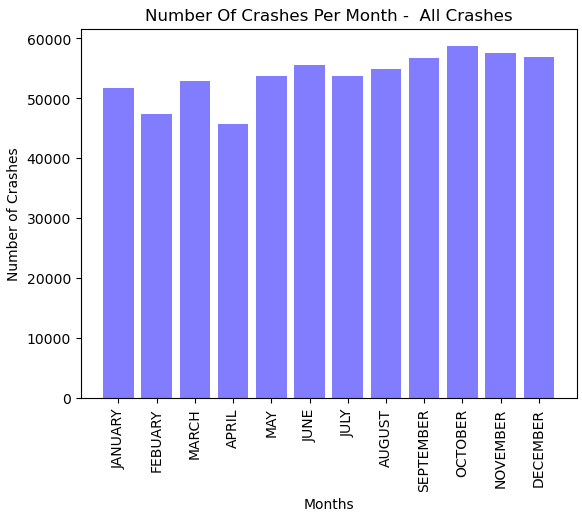 Number Of Crashes Per Month -  All Crashes
60000
50000
40000
30000
20000
10000
0
Number of Crashes
JANUARY
FEBUARY
MARCH
APRIL
MAY
JUNE
JULY
AUGUST
SEPTEMBER
OCTOBER
NOVEMBER
DECEMBER
Months